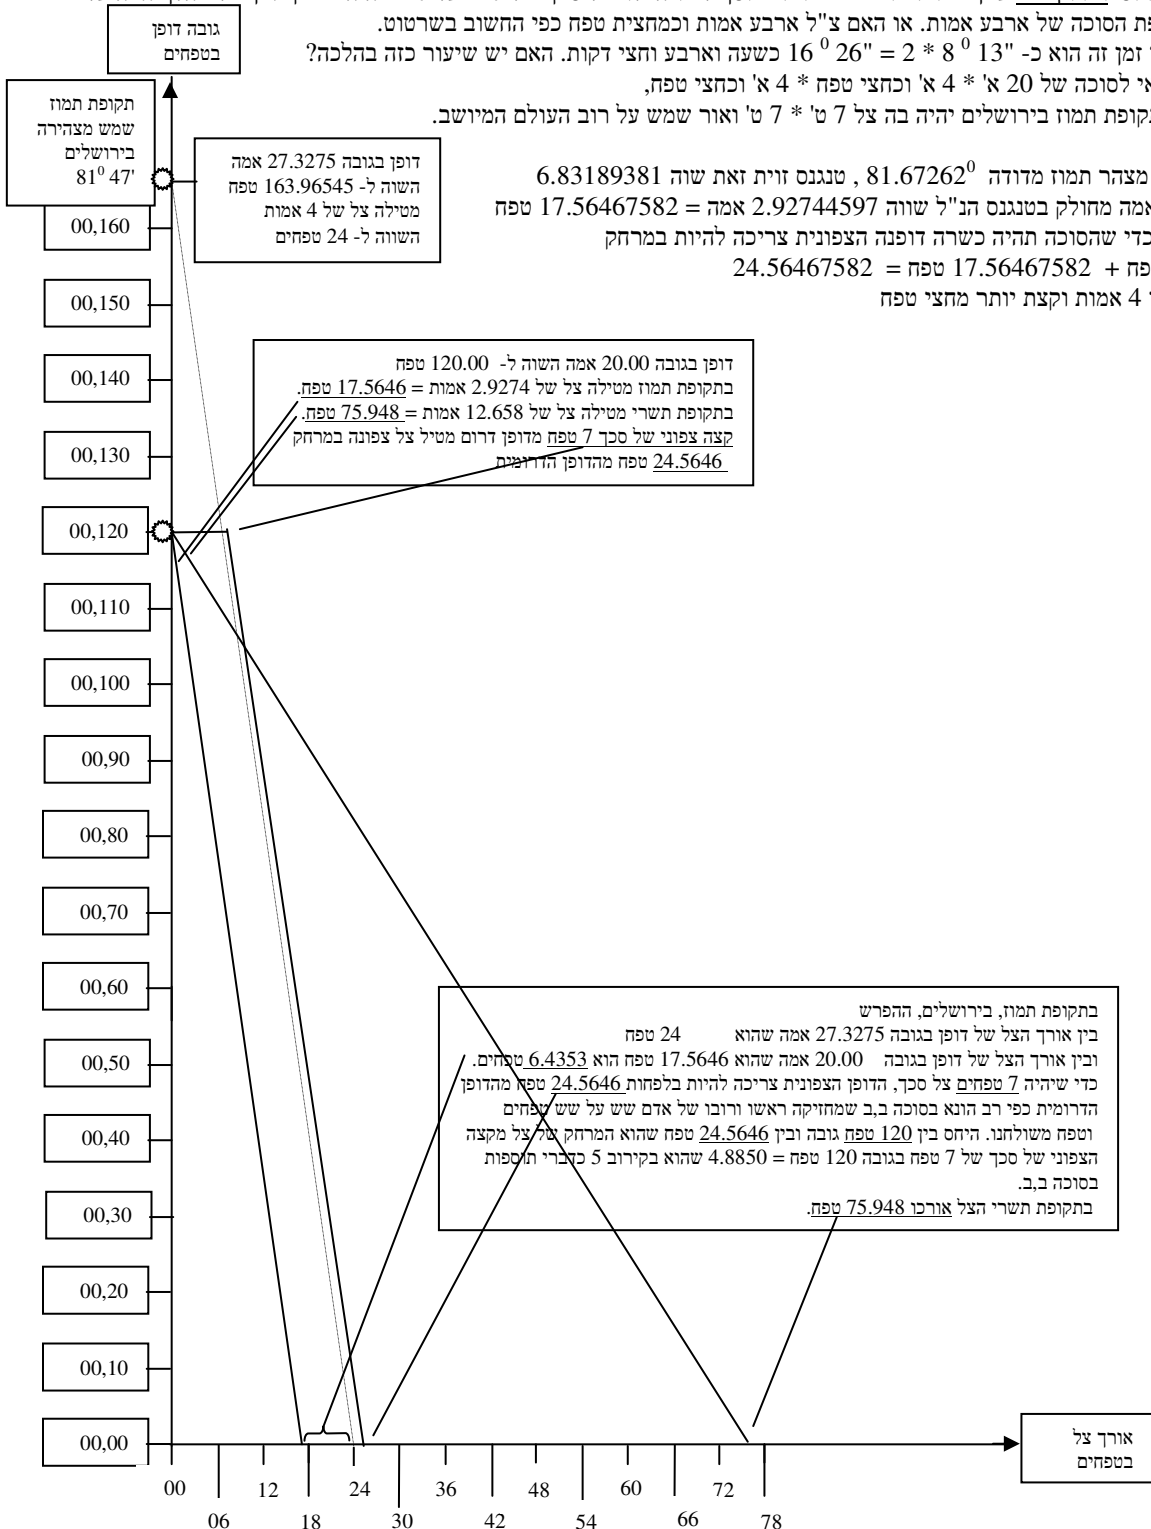 ת הסוכה של ארבע אמות. או האם צ"ל ארבע אמות וכמחצית טפח כפי החשוב בשרטוט.
זמן זה הוא כ- "13 ⁰ 8 * 2 = "26 ⁰ 16 כשעה וארבע וחצי דקות. האם יש שיעור כזה בהלכה?
אי לסוכה של 20 א' * 4 א' וכחצי טפח * 4 א' וכחצי טפח,
תקופת תמוז בירושלים יהיה בה צל 7 ט' * 7 ט' ואור שמש על רוב העולם המיושב.
מצהר תמוז מדודה 81.67262⁰ , טנגנס זוית זאת שוה 6.83189381
אמה מחולק בטנגנס הנ"ל שווה 2.92744597 אמה = 17.56467582 טפח
כדי שהסוכה תהיה כשרה דופנה הצפונית צריכה להיות במרחק
פח + 17.56467582 טפח = 24.56467582
4 אמות וקצת יותר מחצי טפח
גובה דופן
בטפחים
תקופת תמוז
שמש מצהירה
בירושלים
81⁰ 47'
דופן בגובה 27.3275 אמה
השוה ל- 163.96545 טפח
מטילה צל של 4 אמות
השווה ל- 24 טפחים
00,160
00,150
00,140
00,130
00,120
00,110
00,100
00,90
00,80
00,70
00,60
00,50
00,40
00,30
00,20
00,10
00,00
דופן בגובה 20.00 אמה השוה ל- 120.00 טפח
בתקופת תמוז מטילה צל של 2.9274 אמות = 17.5646 טפח.
בתקופת תשרי מטילה צל של 12.658 אמות = 75.948 טפח.
קצה צפוני של סכך 7 טפח מדופן דרום מטיל צל צפונה במרחק
24.5646 טפח מהדופן הדרומית
בתקופת תמוז, בירושלים, ההפרש
בין אורך הצל של דופן בגובה 27.3275 אמה שהוא 24 טפח
ובין אורך הצל של דופן בגובה 20.00 אמה שהוא 17.5646 טפח הוא 6.4353 טפחים.
כדי שיהיה 7 טפחים צל סכך, הדופן הצפונית צריכה להיות בלפחות 24.5646 טפח מהדופן
הדרומית כפי רב הונא בסוכה ב,ב שמחזיקה ראשו ורובו של אדם שש על שש טפחים
וטפח משולחנו. היחס בין 120 טפח גובה ובין 24.5646 טפח שהוא המרחק של צל מקצה
הצפוני של סכך של 7 טפח בגובה 120 טפח = 4.8850 שהוא בקירוב 5 כדברי תוספות
בסוכה ב,ב.
בתקופת תשרי הצל אורכו 75.948 טפח.
אורך צל
בטפחים
00 12 24 36 48 60 72
06 18 30 42 54 66 78